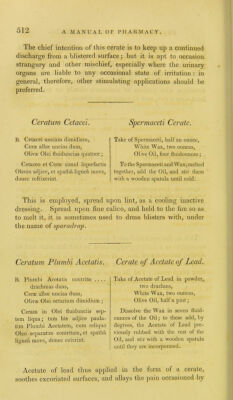 512 A MANUAL OF PHARMACY.
The chief intention of this cerate is to keep up a continued
discharge from a blistered surface; but it is apt to occasion
strangury and other mischief, especially where the urinary
organs are liable to any occasional state of irritation: in
general, therefore, other stimulating applications should be
preferred.
Ceratum Cetacei.
℞ Cetacei unciam dimidiam,
Ceræ albæ uncias duas,
Olivæ Olei fluiduncias quatuor;
Cetaceo et Ceræ simul liquefactis
Oleum adjice, et spathâ ligneâ move,
donec refrixerint.
Spermaceti Cerate.
Take of Spermaceti, half an ounce,
White Wax, two ounces,
Olive Oil, four fluidounces;
To the Spermaceti and Wax, melted
together, add the Oil, and stir them
with a wooden spatula until cold.
This is employed, spread upon lint, as a cooling inactive
dressing. Spread upon fine calico, and held to the fire so as
to melt it, it is sometimes used to dress blisters with, under
the name of sparadrap.
Ceratum Plumbi Acetatis.
℞ Plumbi Acetatis contritæ ....
drachmas duas,
Ceræ albæ uncias duas,
Olivæ Olei octarium dimidium;
Ceram in Olei fluidunciis sep-
tem liqua; tum his adjice paula-
tim Plumbi Acetatem, cum reliquo
Oleo separatim contritam, et spathâ
ligneâ move, donec coierint.
Cerate of Acetate of Lead.
Take of Acetate of Lead in powder,
two drachms,
White Wax, two ounces,
Olive Oil, half a pint;
Dissolve the Wax in seven fluid-
ounces of the Oil; to these add, by
degrees, the Acetate of Lead pre-
viously rubbed with the rest of the
Oil, and stir with a wooden spatula
until they are incorporated.
Acetate of lead thus applied in the form of a cerate,
soothes excoriated surfaces, and allays the pain occasioned by